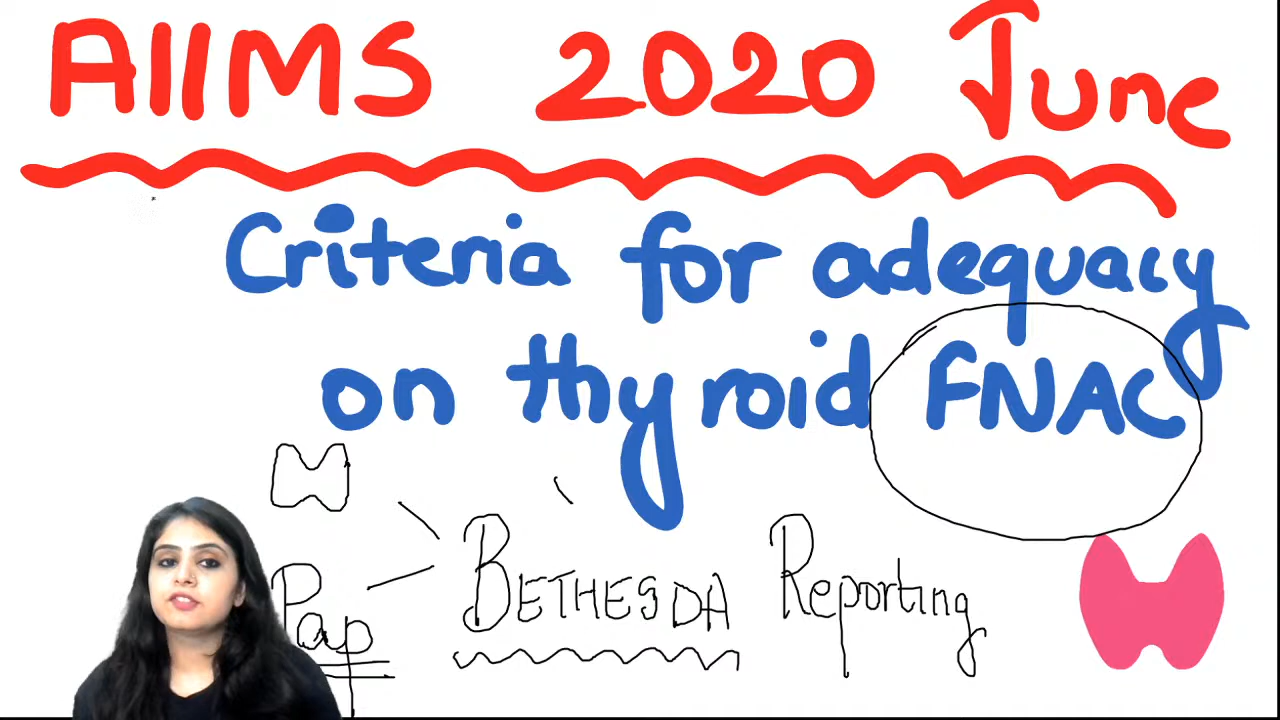 AIIMS 2020 June
Criteria for adequacy
on thyroid FNAC
BETHESDA Reporting
Pap